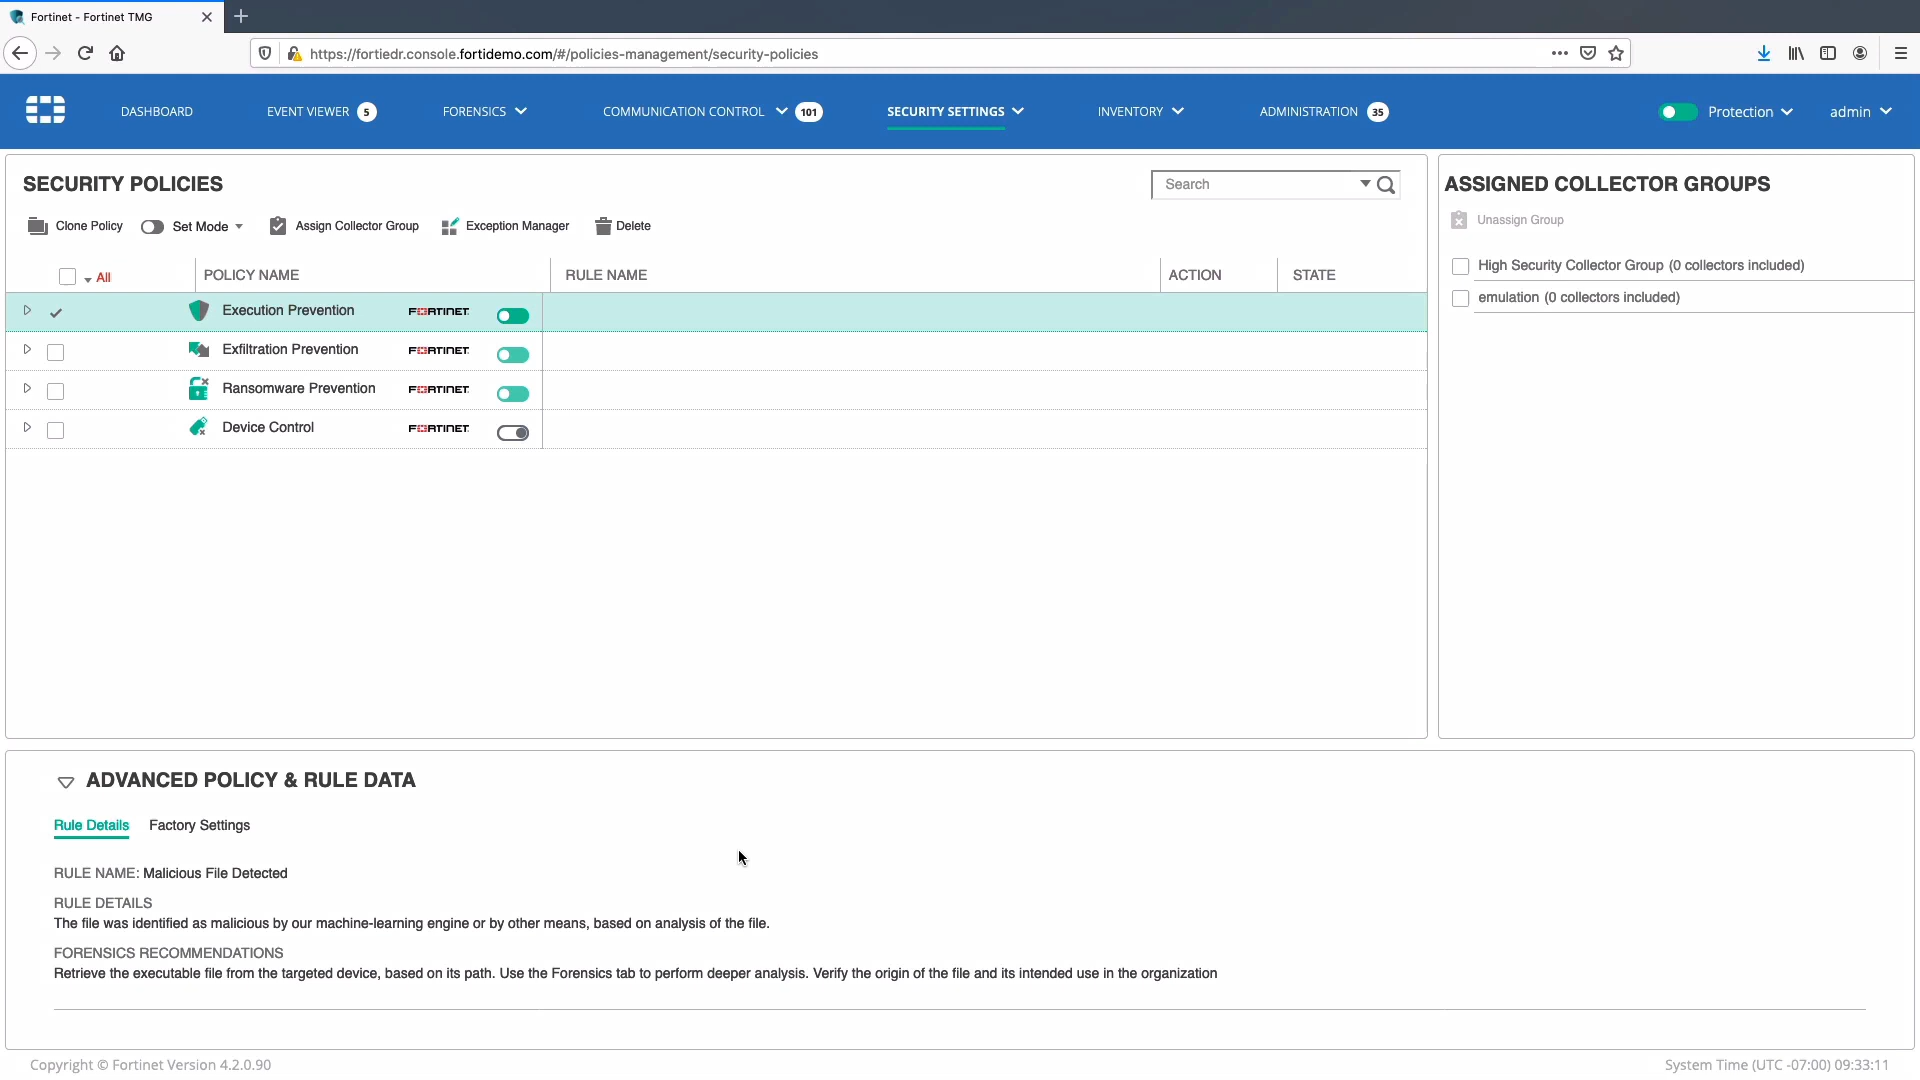 Fortinet - Fortinet TMG
https://fortiedr.console.fortidemo.com/#/policies-management/security-policies
DASHBOARD
EVENT VIEWER 5
FORENSICS
COMMUNICATION CONTROL 101
SECURITY SETTINGS
INVENTORY
ADMINISTRATION 35
Protection
admin
SECURITY POLICIES
Search
Clone Policy
Set Mode
Assign Collector Group
Exception Manager
Delete
All
POLICY NAME
RULE NAME
ACTION
STATE
Execution Prevention FORTINET
Exfiltration Prevention FORTINET
Ransomware Prevention FORTINET
Device Control FORTINET
ASSIGNED COLLECTOR GROUPS
Unassign Group
High Security Collector Group (0 collectors included)
emulation (0 collectors included)
ADVANCED POLICY & RULE DATA
Rule Details
Factory Settings
RULE NAME: Malicious File Detected
RULE DETAILS
The file was identified as malicious by our machine-learning engine or by other means, based on analysis of the file.
FORENSICS RECOMMENDATIONS
Retrieve the executable file from the targeted device, based on its path. Use the Forensics tab to perform deeper analysis. Verify the origin of the file and its intended use in the organization
Copyright © Fortinet Version 4.2.0.90
System Time (UTC -07:00) 09:33:11